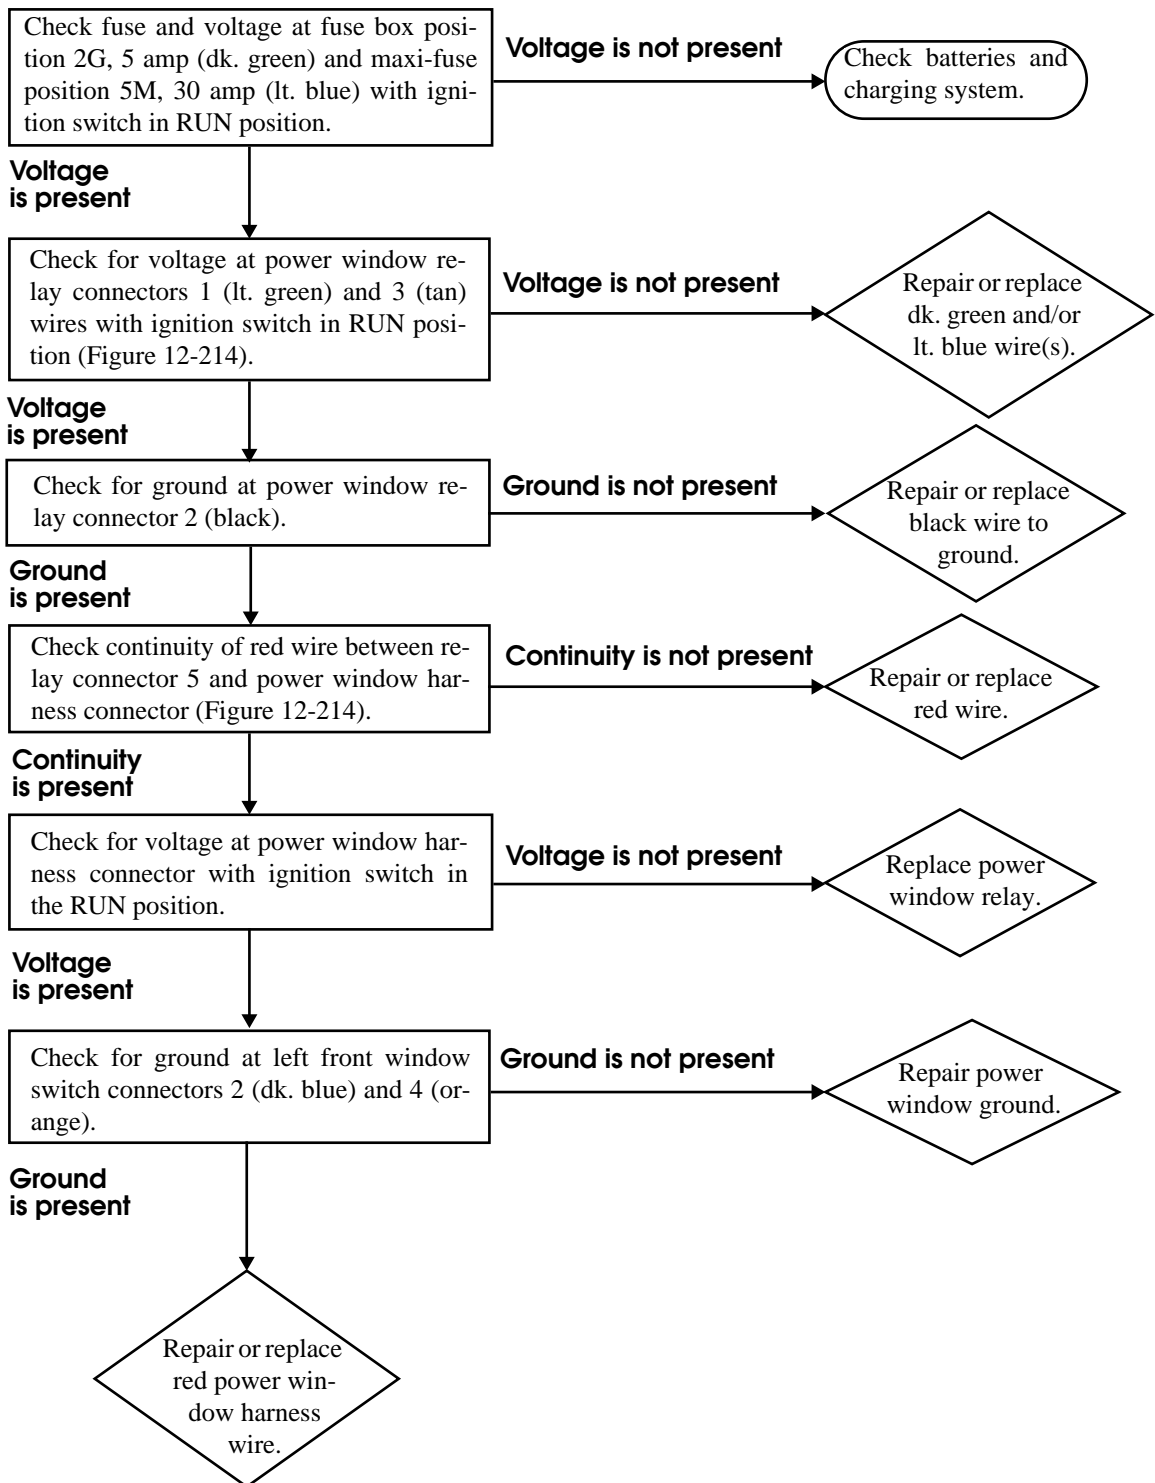 Check fuse and voltage at fuse box posi-
tion 2G, 5 amp (dk. green) and maxi-fuse
position 5M, 30 amp (lt. blue) with igni-
tion switch in RUN position.
Voltage is not present
Check batteries and
charging system.
Voltage
is present
Check for voltage at power window re-
lay connectors 1 (lt. green) and 3 (tan)
wires with ignition switch in RUN posi-
tion (Figure 12-214).
Voltage is not present
Repair or replace
dk. green and/or
lt. blue wire(s).
Voltage
is present
Check for ground at power window re-
lay connector 2 (black).
Ground is not present
Repair or replace
black wire to
ground.
Ground
is present
Check continuity of red wire between re-
lay connector 5 and power window har-
ness connector (Figure 12-214).
Continuity is not present
Repair or replace
red wire.
Continuity
is present
Check for voltage at power window har-
ness connector with ignition switch in
the RUN position.
Voltage is not present
Replace power
window relay.
Voltage
is present
Check for ground at left front window
switch connectors 2 (dk. blue) and 4 (or-
ange).
Ground is not present
Repair power
window ground.
Ground
is present
Repair or replace
red power win-
dow harness
wire.